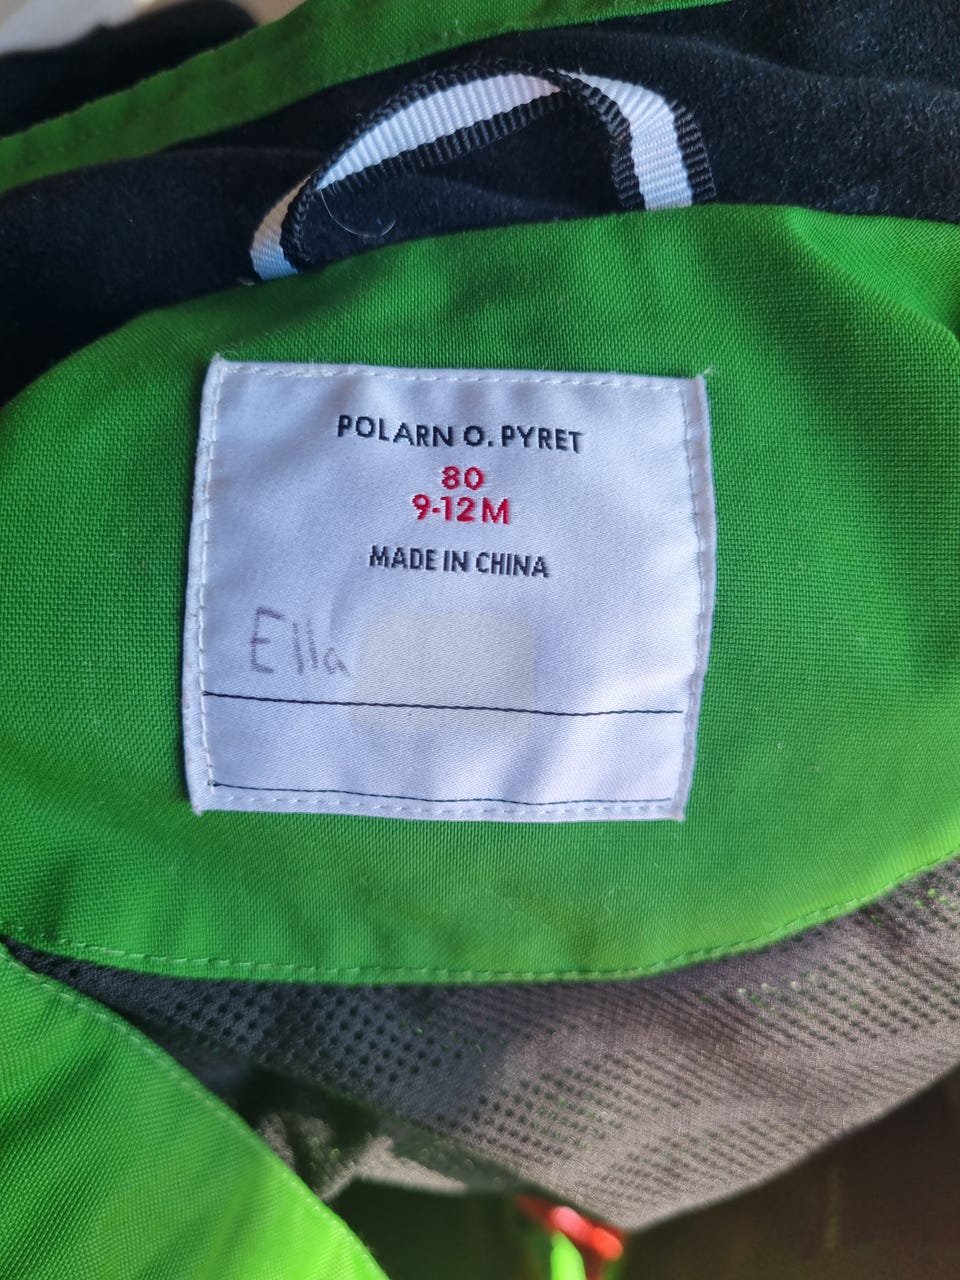 POLARN O. PYRET
80
9-12M
MADE IN CHINA
Ella